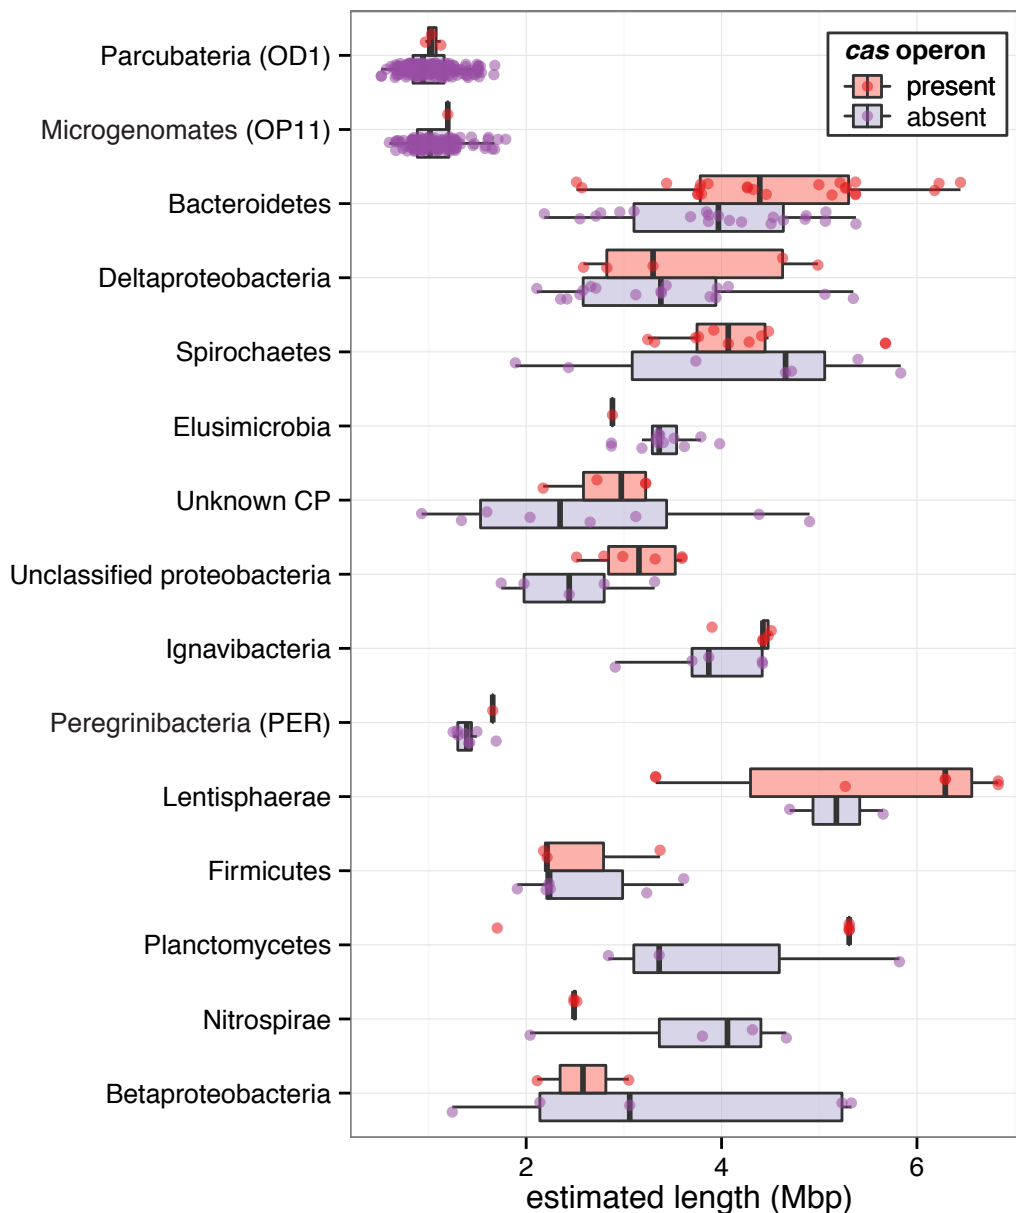 Parcubateria (OD1)
Microgenomates (OP11)
Bacteroidetes
Deltaproteobacteria
Spirochaetes
Elusimicrobia
Unknown CP
Unclassified proteobacteria
Ignavibacteria
Peregrinibacteria (PER)
Lentisphaerae
Firmicutes
Planctomycetes
Nitrospirae
Betaproteobacteria
cas operon
present
absent
2 4 6
estimated length (Mbp)